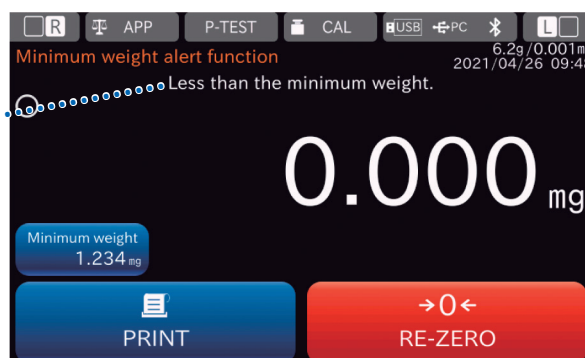 R APP P-TEST CAL USB PC L
Minimum weight alert function
6.2g/0.001m
2021/04/26 09:48
Less than the minimum weight.
0.000 mg
Minimum weight
1.234 mg
PRINT
→0←
RE-ZERO